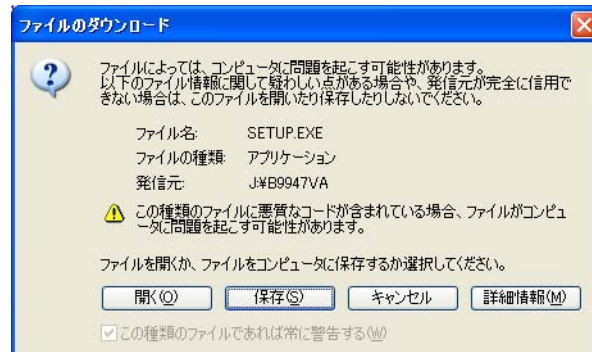 ファイルのダウンロード
ファイルによっては、コンピュータに問題を起こす可能性があります。
以下のファイル情報に関して疑わしい点がある場合や、発信元が完全に信用で
きない場合は、このファイルを開いたり保存したりしないでください。
ファイル名: SETUP.EXE
ファイルの種類: アプリケーション
発信元: J:¥B9947VA
この種類のファイルに悪質なコードが含まれている場合、ファイルがコンピュ
ータに問題を起こす可能性があります。
ファイルを開くか、ファイルをコンピュータに保存するか選択してください。
開く(O) 保存(S) キャンセル 詳細情報(M)
この種類のファイルであれば常に警告する(W)